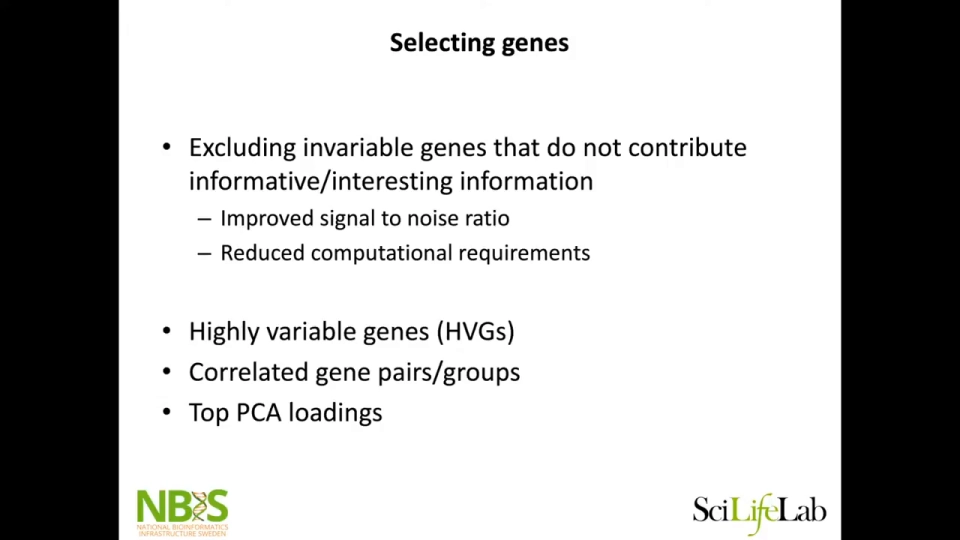 Selecting genes
• Excluding invariable genes that do not contribute
informative/interesting information
– Improved signal to noise ratio
– Reduced computational requirements
• Highly variable genes (HVGs)
• Correlated gene pairs/groups
• Top PCA loadings
NBIS
NATIONAL BIOINFORMATICS
INFRASTRUCTURE SWEDEN
SciLifeLab